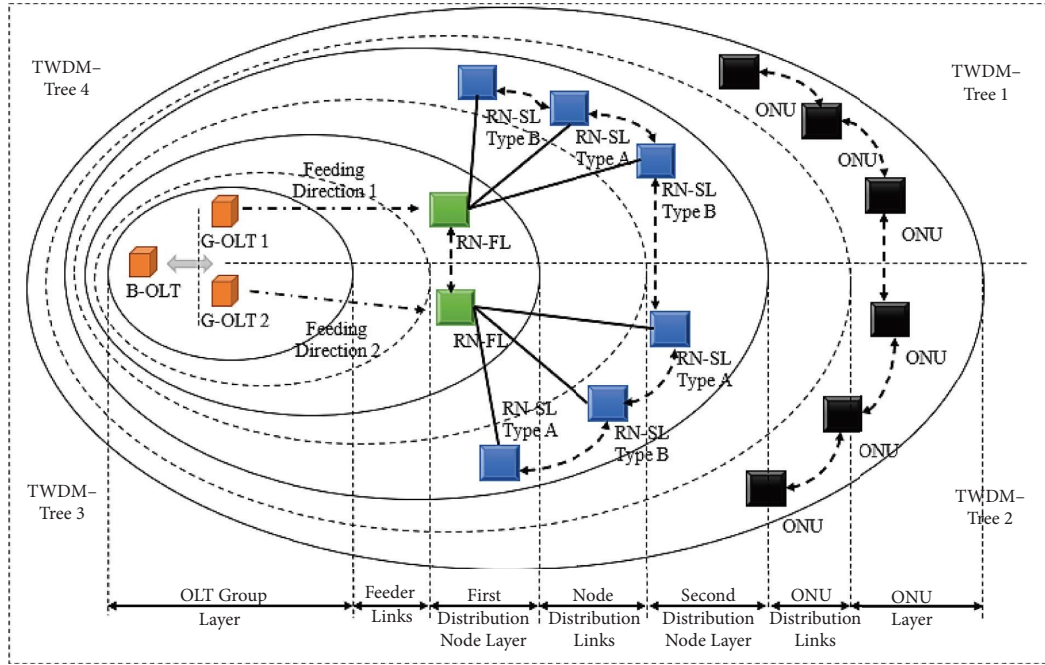 TWDM–
Tree 4
TWDM–
Tree 1
ONU
ONU
ONU
RN-SL
Type B
RN-SL
Type A
RN-SL
Type B
Feeding
Direction 1
G-OLT 1
RN-FL
B-OLT
G-OLT 2
Feeding
Direction 2
RN-FL
RN-SL
Type A
RN-SL
Type A
RN-SL
Type B
ONU
ONU
ONU
TWDM–
Tree 3
TWDM–
Tree 2
OLT Group
Layer
Feeder
Links
First
Distribution
Node Layer
Node
Distribution
Links
Second
Distribution
Node Layer
ONU
Distribution
Links
ONU
Layer